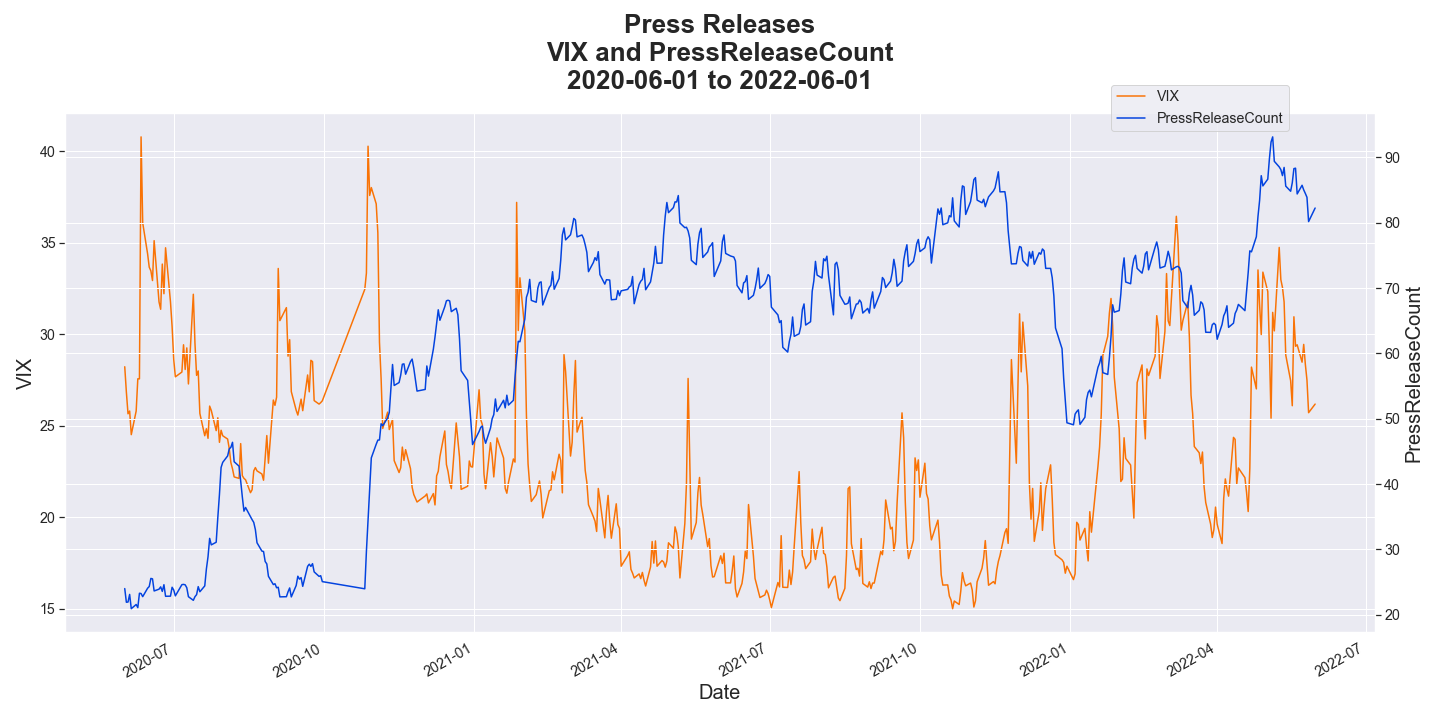 Press Releases
VIX and PressReleaseCount
2020-06-01 to 2022-06-01
VIX
PressReleaseCount
40
35
30
25
20
15
VIX
90
80
70
60
50
40
30
20
PressReleaseCount
2020-07
2020-10
2021-01
2021-04
2021-07
2021-10
2022-01
2022-04
2022-07
Date